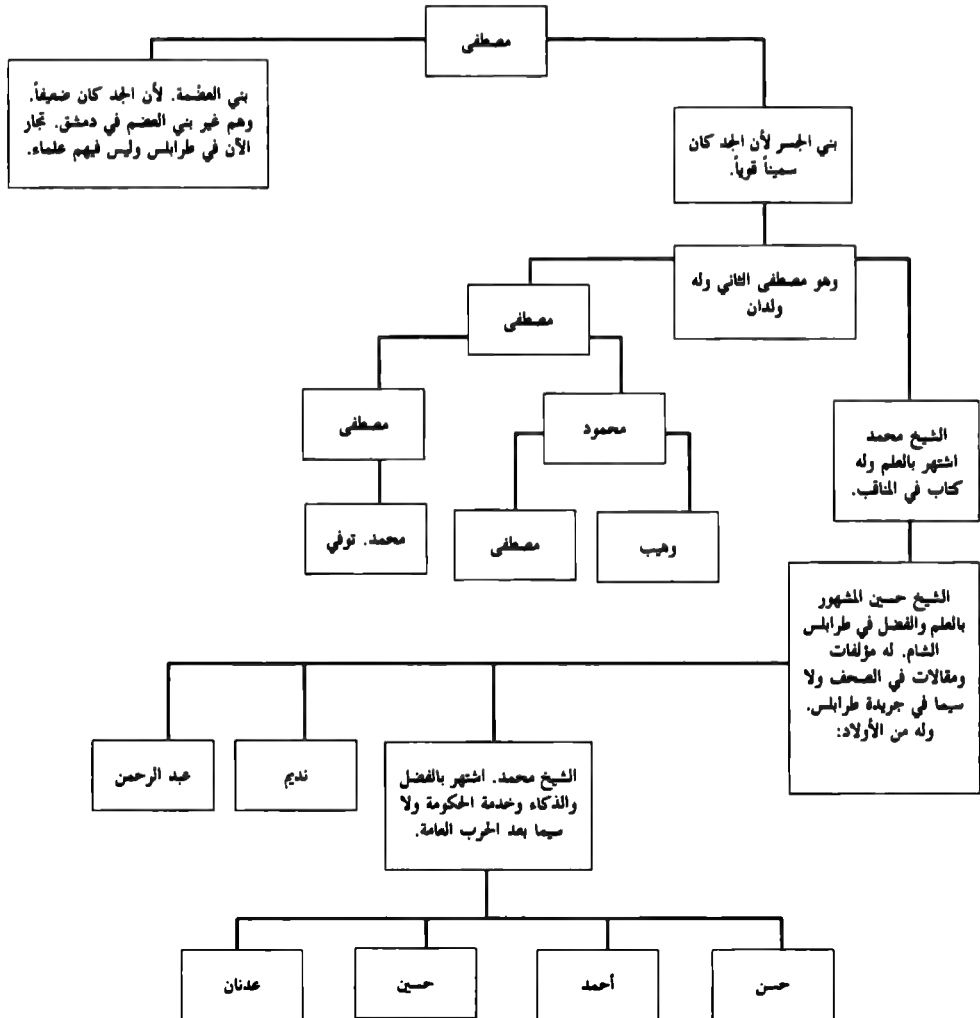 مصطفى
بني الجسر لأن الجد كان
سميناً قوياً.
بني العضْمة. لأن الجد كان ضعيفاً.
وهم غير بني العضم في دمشق. تجار
الآن في طرابلس وليس فيهم علماء.
وهو مصطفى الثاني وله
ولدان
الشيخ محمد
اشتهر بالعلم وله
كتاب في المناقب.
مصطفى
محمود
مصطفى
وهيب
مصطفى
محمد. توفي
الشيخ حسين المشهور
بالعلم والفضل في طرابلس
الشام. له مؤلفات
ومقالات في الصحف ولا
سيما في جريدة طرابلس.
وله من الأولاد:
الشيخ محمد. اشتهر بالفضل
والذكاء وخدمة الحكومة ولا
سيما بعد الحرب العامة.
نديم
عبد الرحمن
حسن
أحمد
حسين
عدنان